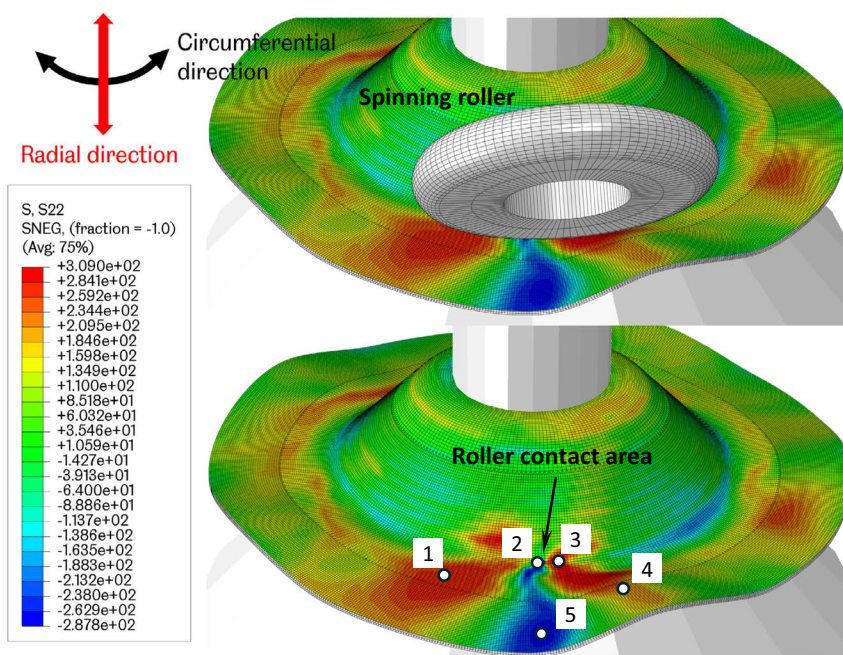 Circumferential
direction
Radial direction
Spinning roller
S, S22
SNEG, (fraction = -1.0)
(Avg: 75%)
+3.090e+02
+2.841e+02
+2.592e+02
+2.344e+02
+2.095e+02
+1.846e+02
+1.598e+02
+1.349e+02
+1.100e+02
+8.518e+01
+6.032e+01
+3.546e+01
+1.059e+01
-1.427e+01
-3.913e+01
-6.400e+01
-8.886e+01
-1.137e+02
-1.386e+02
-1.635e+02
-1.883e+02
-2.132e+02
-2.380e+02
-2.629e+02
-2.878e+02
Roller contact area
1
2
3
4
5